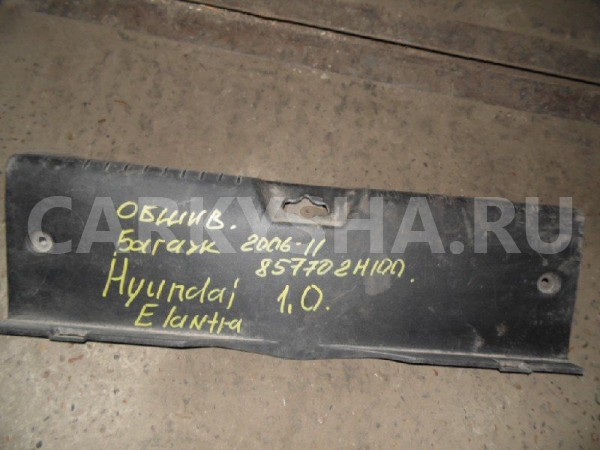 обшив.
багаж 2006-11
857702H100.
Hyundai 1,0.
Elantra
CARKYSHA.RU